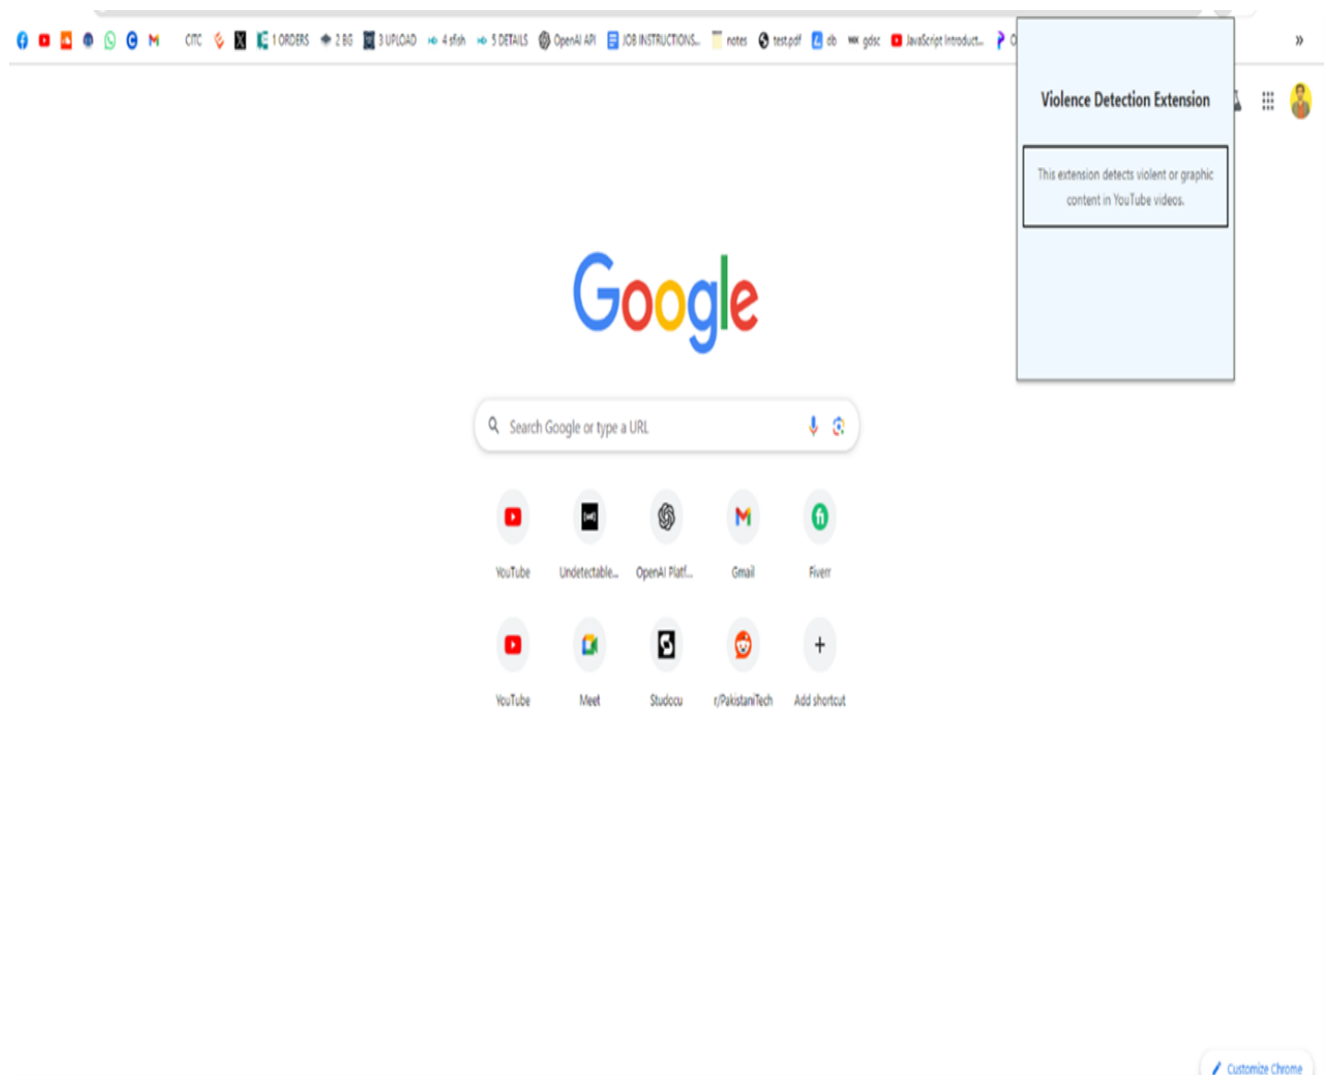 CITC 1 ORDERS 2 BG 3 UPLOAD 4 sfish 5 DETAILS OpenAI API JOB INSTRUCTIONS... notes test.pdf db gdsc JavaScript Introduct...
Violence Detection Extension
This extension detects violent or graphic
content in YouTube videos.
Google
Search Google or type a URL
YouTube Undetectable... OpenAI Platf... Gmail Fiverr
YouTube Meet Studocu r/PakistaniTech Add shortcut
Customize Chrome